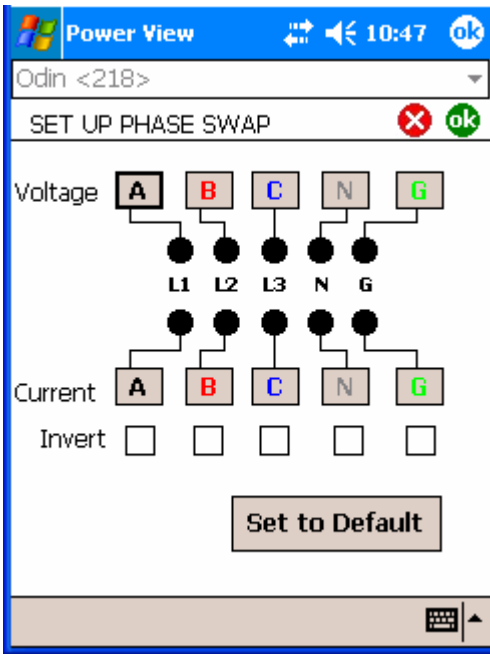 Power View 10:47 ok
Odin <218>
SET UP PHASE SWAP ok
Voltage A B C N G
L1 L2 L3 N G
Current A B C N G
Invert
Set to Default